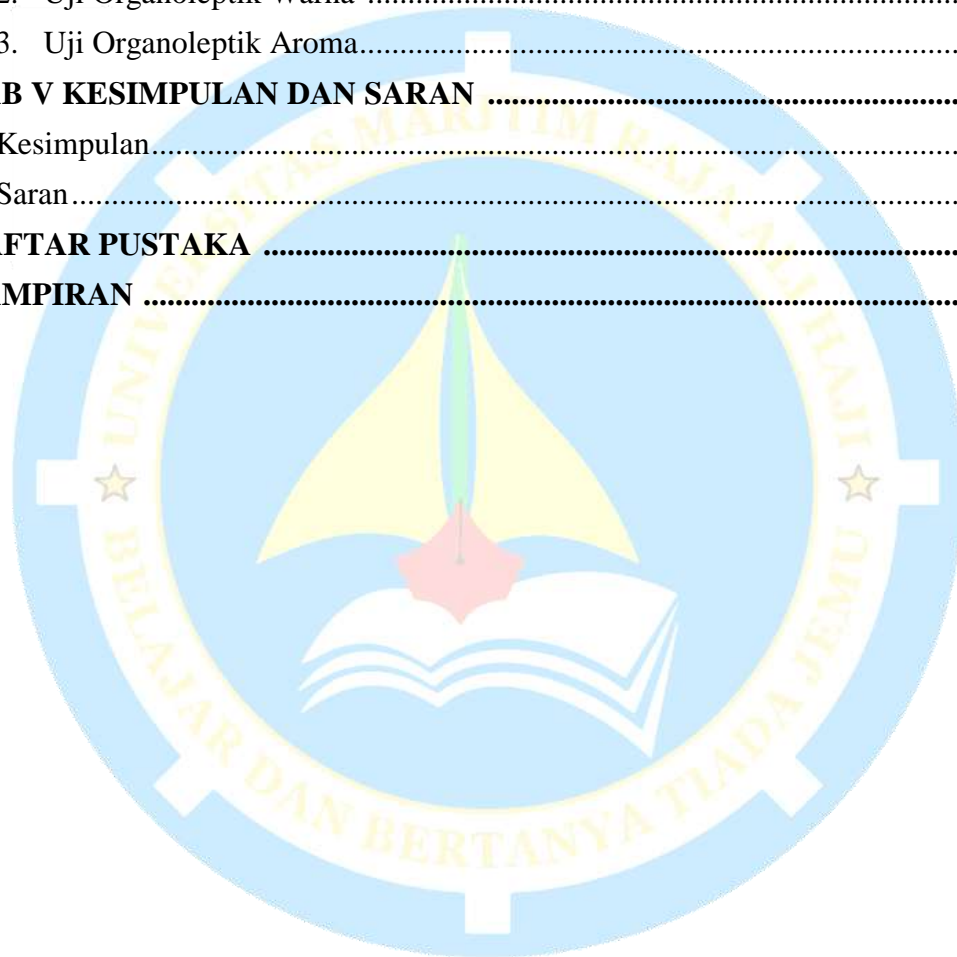 2. Uji Organoleptik Warna ................................................................
3. Uji Organoleptik Aroma................................................................
B V KESIMPULAN DAN SARAN ................................................................
Kesimpulan................................................................
Saran................................................................
FTAR PUSTAKA ................................................................
MPIRAN ................................................................
UNIVERSITAS MARITIM RAJA ALI HAJI
BELAJAR DAN BERTANYA TIADA JEMU